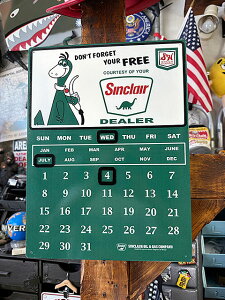 DON'T FORGET
YOUR FREE
COURTESY OF YOUR
Sinclair
DEALER
SUN MON TUE WED THU FRI SAT
JAN FEB MAR APR MAY JUNE
JULY AUG SEP OCT NOV DEC
1 2 3 4 5 6 7
8 9 10 11 12 13 14
15 16 17 18 19 20 21
22 23 24 25 26 27 28
29 30 31
SINCLAIR OIL & GAS COMPANY